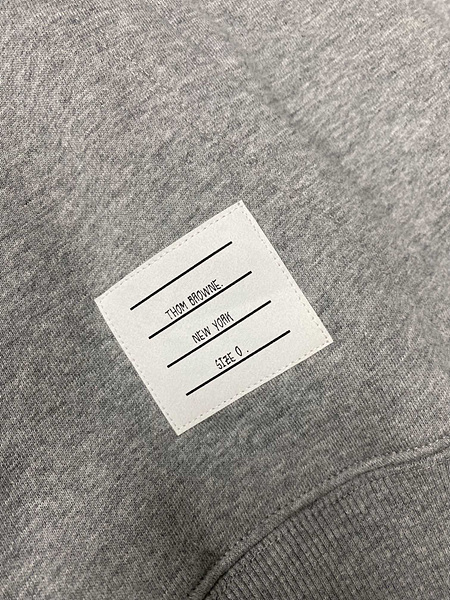 THOM BROWNE.
NEW YORK
SIZE 0 .